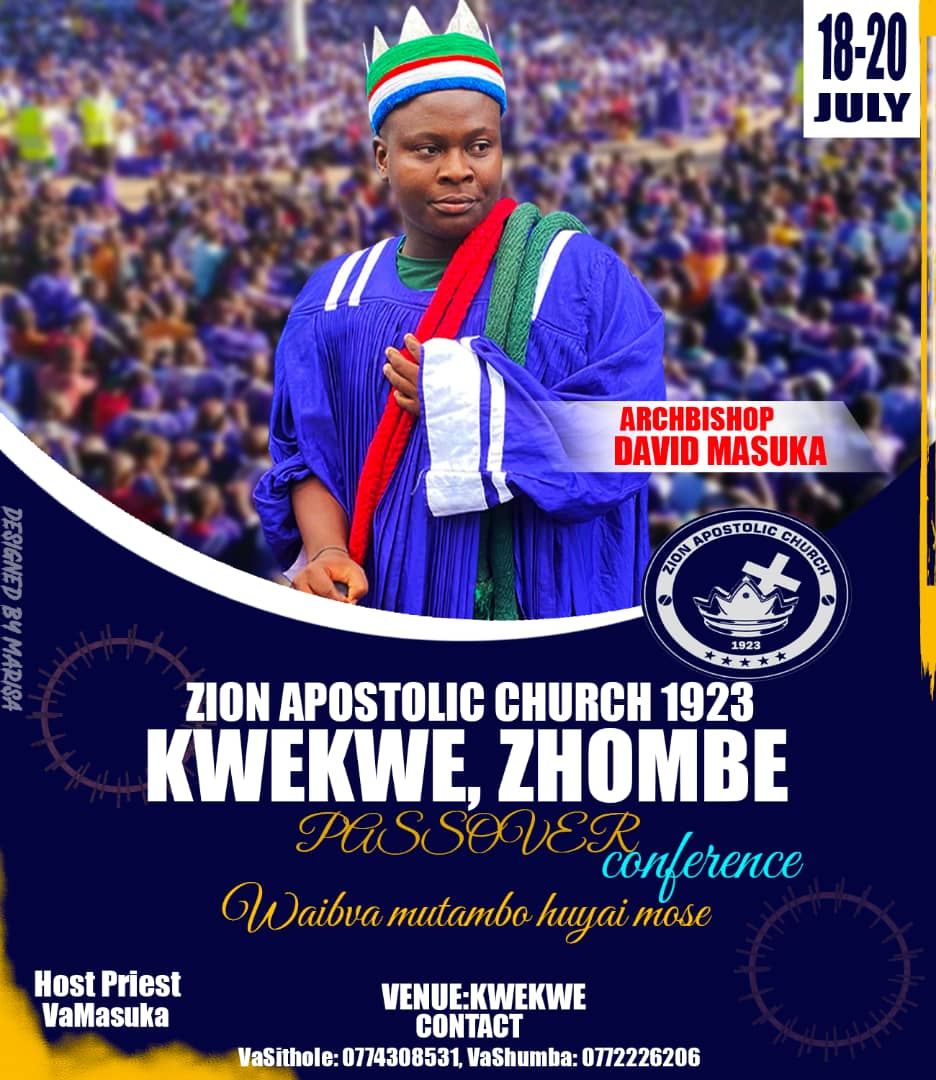 18-20
JULY
ARCHBISHOP
DAVID MASUKA
DESIGNED BY MARISA
ZION APOSTOLIC CHURCH
1923
ZION APOSTOLIC CHURCH 1923
KWEKWE, ZHOMBE
PASSOVER
conference
Waibva mutambo huyai mose
Host Priest
VaMasuka
VENUE:KWEKWE
CONTACT
VaSithole: 0774308531, VaShumba: 0772226206